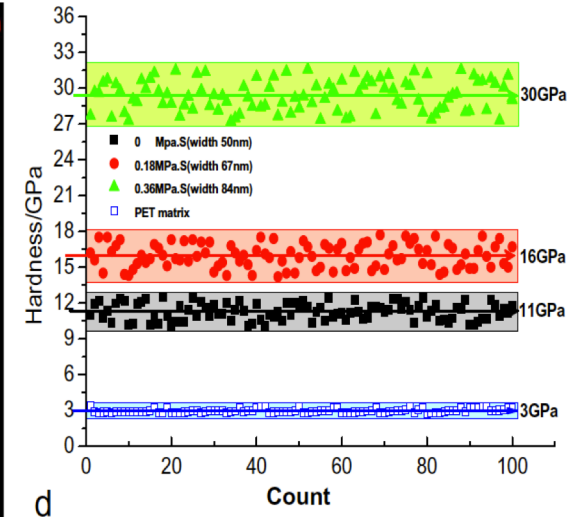 36
33
30
27
24
21
18
15
12
9
6
3
0
Hardness/GPa
30GPa
0 Mpa.S(width 50nm)
0.18MPa.S(width 67nm)
0.36MPa.S(width 84nm)
PET matrix
16GPa
11GPa
3GPa
0 20 40 60 80 100
Count
d